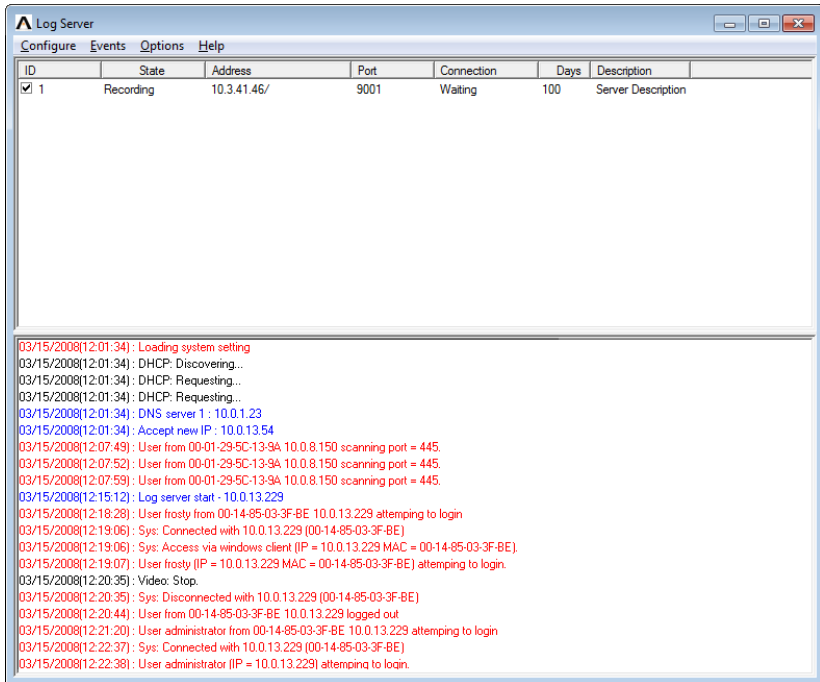 Log Server
Configure Events Options Help
ID State Address Port Connection Days Description
1 Recording 10.3.41.46/ 9001 Waiting 100 Server Description
03/15/2008(12:01:34) : Loading system setting
03/15/2008(12:01:34) : DHCP: Discovering...
03/15/2008(12:01:34) : DHCP: Requesting...
03/15/2008(12:01:34) : DHCP: Requesting...
03/15/2008(12:01:34) : DNS server 1 : 10.0.1.23
03/15/2008(12:01:34) : Accept new IP : 10.0.13.54
03/15/2008(12:07:49) : User from 00-01-29-5C-13-9A 10.0.8.150 scanning port = 445.
03/15/2008(12:07:52) : User from 00-01-29-5C-13-9A 10.0.8.150 scanning port = 445.
03/15/2008(12:07:59) : User from 00-01-29-5C-13-9A 10.0.8.150 scanning port = 445.
03/15/2008(12:15:12) : Log server start - 10.0.13.229
03/15/2008(12:18:28) : User frosty from 00-14-85-03-3F-BE 10.0.13.229 attemping to login
03/15/2008(12:19:06) : Sys: Connected with 10.0.13.229 (00-14-85-03-3F-BE)
03/15/2008(12:19:06) : Sys: Access via windows client (IP = 10.0.13.229 MAC = 00-14-85-03-3F-BE).
03/15/2008(12:19:07) : User frosty (IP = 10.0.13.229 MAC = 00-14-85-03-3F-BE) attemping to login.
03/15/2008(12:20:35) : Video: Stop.
03/15/2008(12:20:35) : Sys: Disconnected with 10.0.13.229 (00-14-85-03-3F-BE)
03/15/2008(12:20:44) : User from 00-14-85-03-3F-BE 10.0.13.229 logged out
03/15/2008(12:21:20) : User administrator from 00-14-85-03-3F-BE 10.0.13.229 attemping to login
03/15/2008(12:22:37) : Sys: Connected with 10.0.13.229 (00-14-85-03-3F-BE)
03/15/2008(12:22:38) : User administrator (IP = 10.0.13.229) attemping to login.